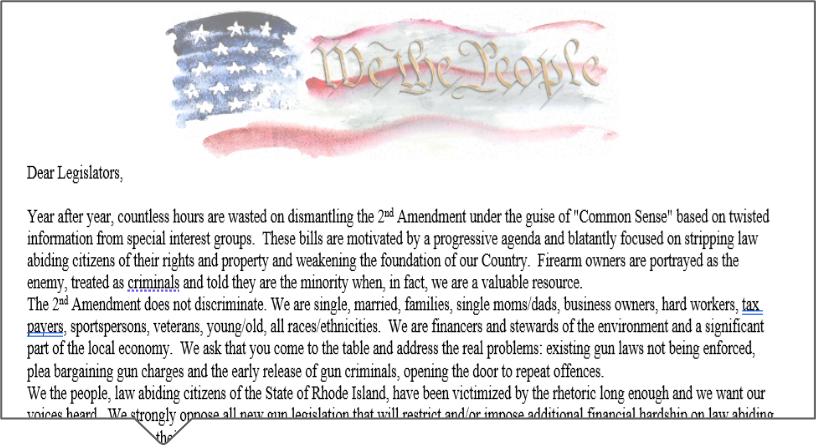 We the People
Dear Legislators,
Year after year, countless hours are wasted on dismantling the 2nd Amendment under the guise of "Common Sense" based on twisted
information from special interest groups.  These bills are motivated by a progressive agenda and blatantly focused on stripping law
abiding citizens of their rights and property and weakening the foundation of our Country.  Firearm owners are portrayed as the
enemy, treated as criminals and told they are the minority when, in fact, we are a valuable resource.
The 2nd Amendment does not discriminate. We are single, married, families, single moms/dads, business owners, hard workers, tax
payers, sportspersons, veterans, young/old, all races/ethnicities.  We are financers and stewards of the environment and a significant
part of the local economy.  We ask that you come to the table and address the real problems: existing gun laws not being enforced,
plea bargaining gun charges and the early release of gun criminals, opening the door to repeat offences.
We the people, law abiding citizens of the State of Rhode Island, have been victimized by the rhetoric long enough and we want our
voices heard.  We strongly oppose all new gun legislation that will restrict and/or impose additional financial hardship on law abiding